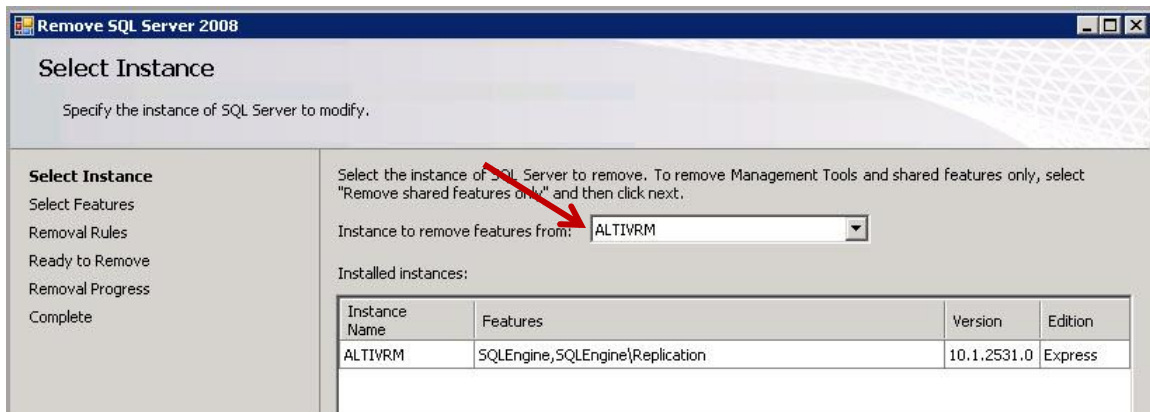 Remove SQL Server 2008
Select Instance
Specify the instance of SQL Server to modify.
Select Instance
Select Features
Removal Rules
Ready to Remove
Removal Progress
Complete
Select the instance of SQL Server to remove. To remove Management Tools and shared features only, select
"Remove shared features only" and then click next.
Instance to remove features from: ALTIVRM
Installed instances:
Instance Name Features Version Edition
ALTIVRM SQLEngine,SQLEngine\Replication 10.1.2531.0 Express